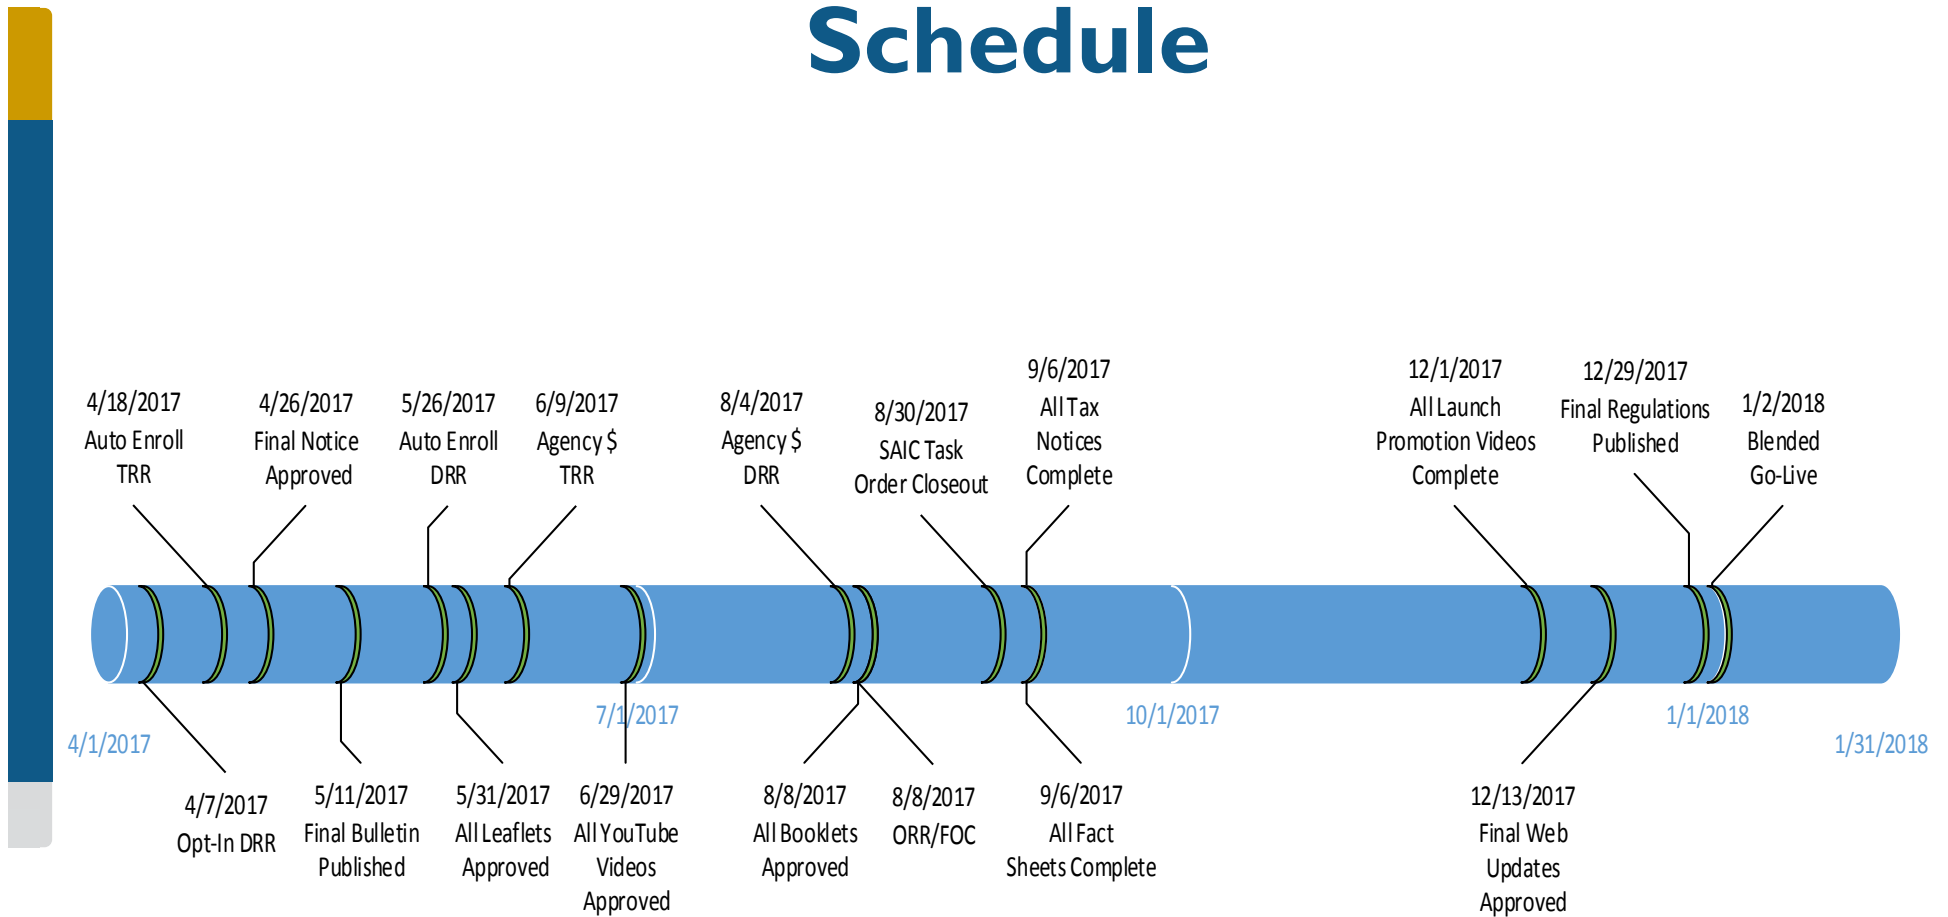 Schedule
4/18/2017
Auto Enroll
TRR
4/26/2017
Final Notice
Approved
5/26/2017
Auto Enroll
DRR
6/9/2017
Agency $
TRR
8/4/2017
Agency $
DRR
8/30/2017
SAIC Task
Order Closeout
9/6/2017
All Tax
Notices
Complete
12/1/2017
All Launch
Promotion Videos
Complete
12/29/2017
Final Regulations
Published
1/2/2018
Blended
Go-Live
4/1/2017
7/1/2017
10/1/2017
1/1/2018
1/31/2018
4/7/2017
Opt-In DRR
5/11/2017
Final Bulletin
Published
5/31/2017
All Leaflets
Approved
6/29/2017
All YouTube
Videos
Approved
8/8/2017
All Booklets
Approved
8/8/2017
ORR/FOC
9/6/2017
All Fact
Sheets Complete
12/13/2017
Final Web
Updates
Approved